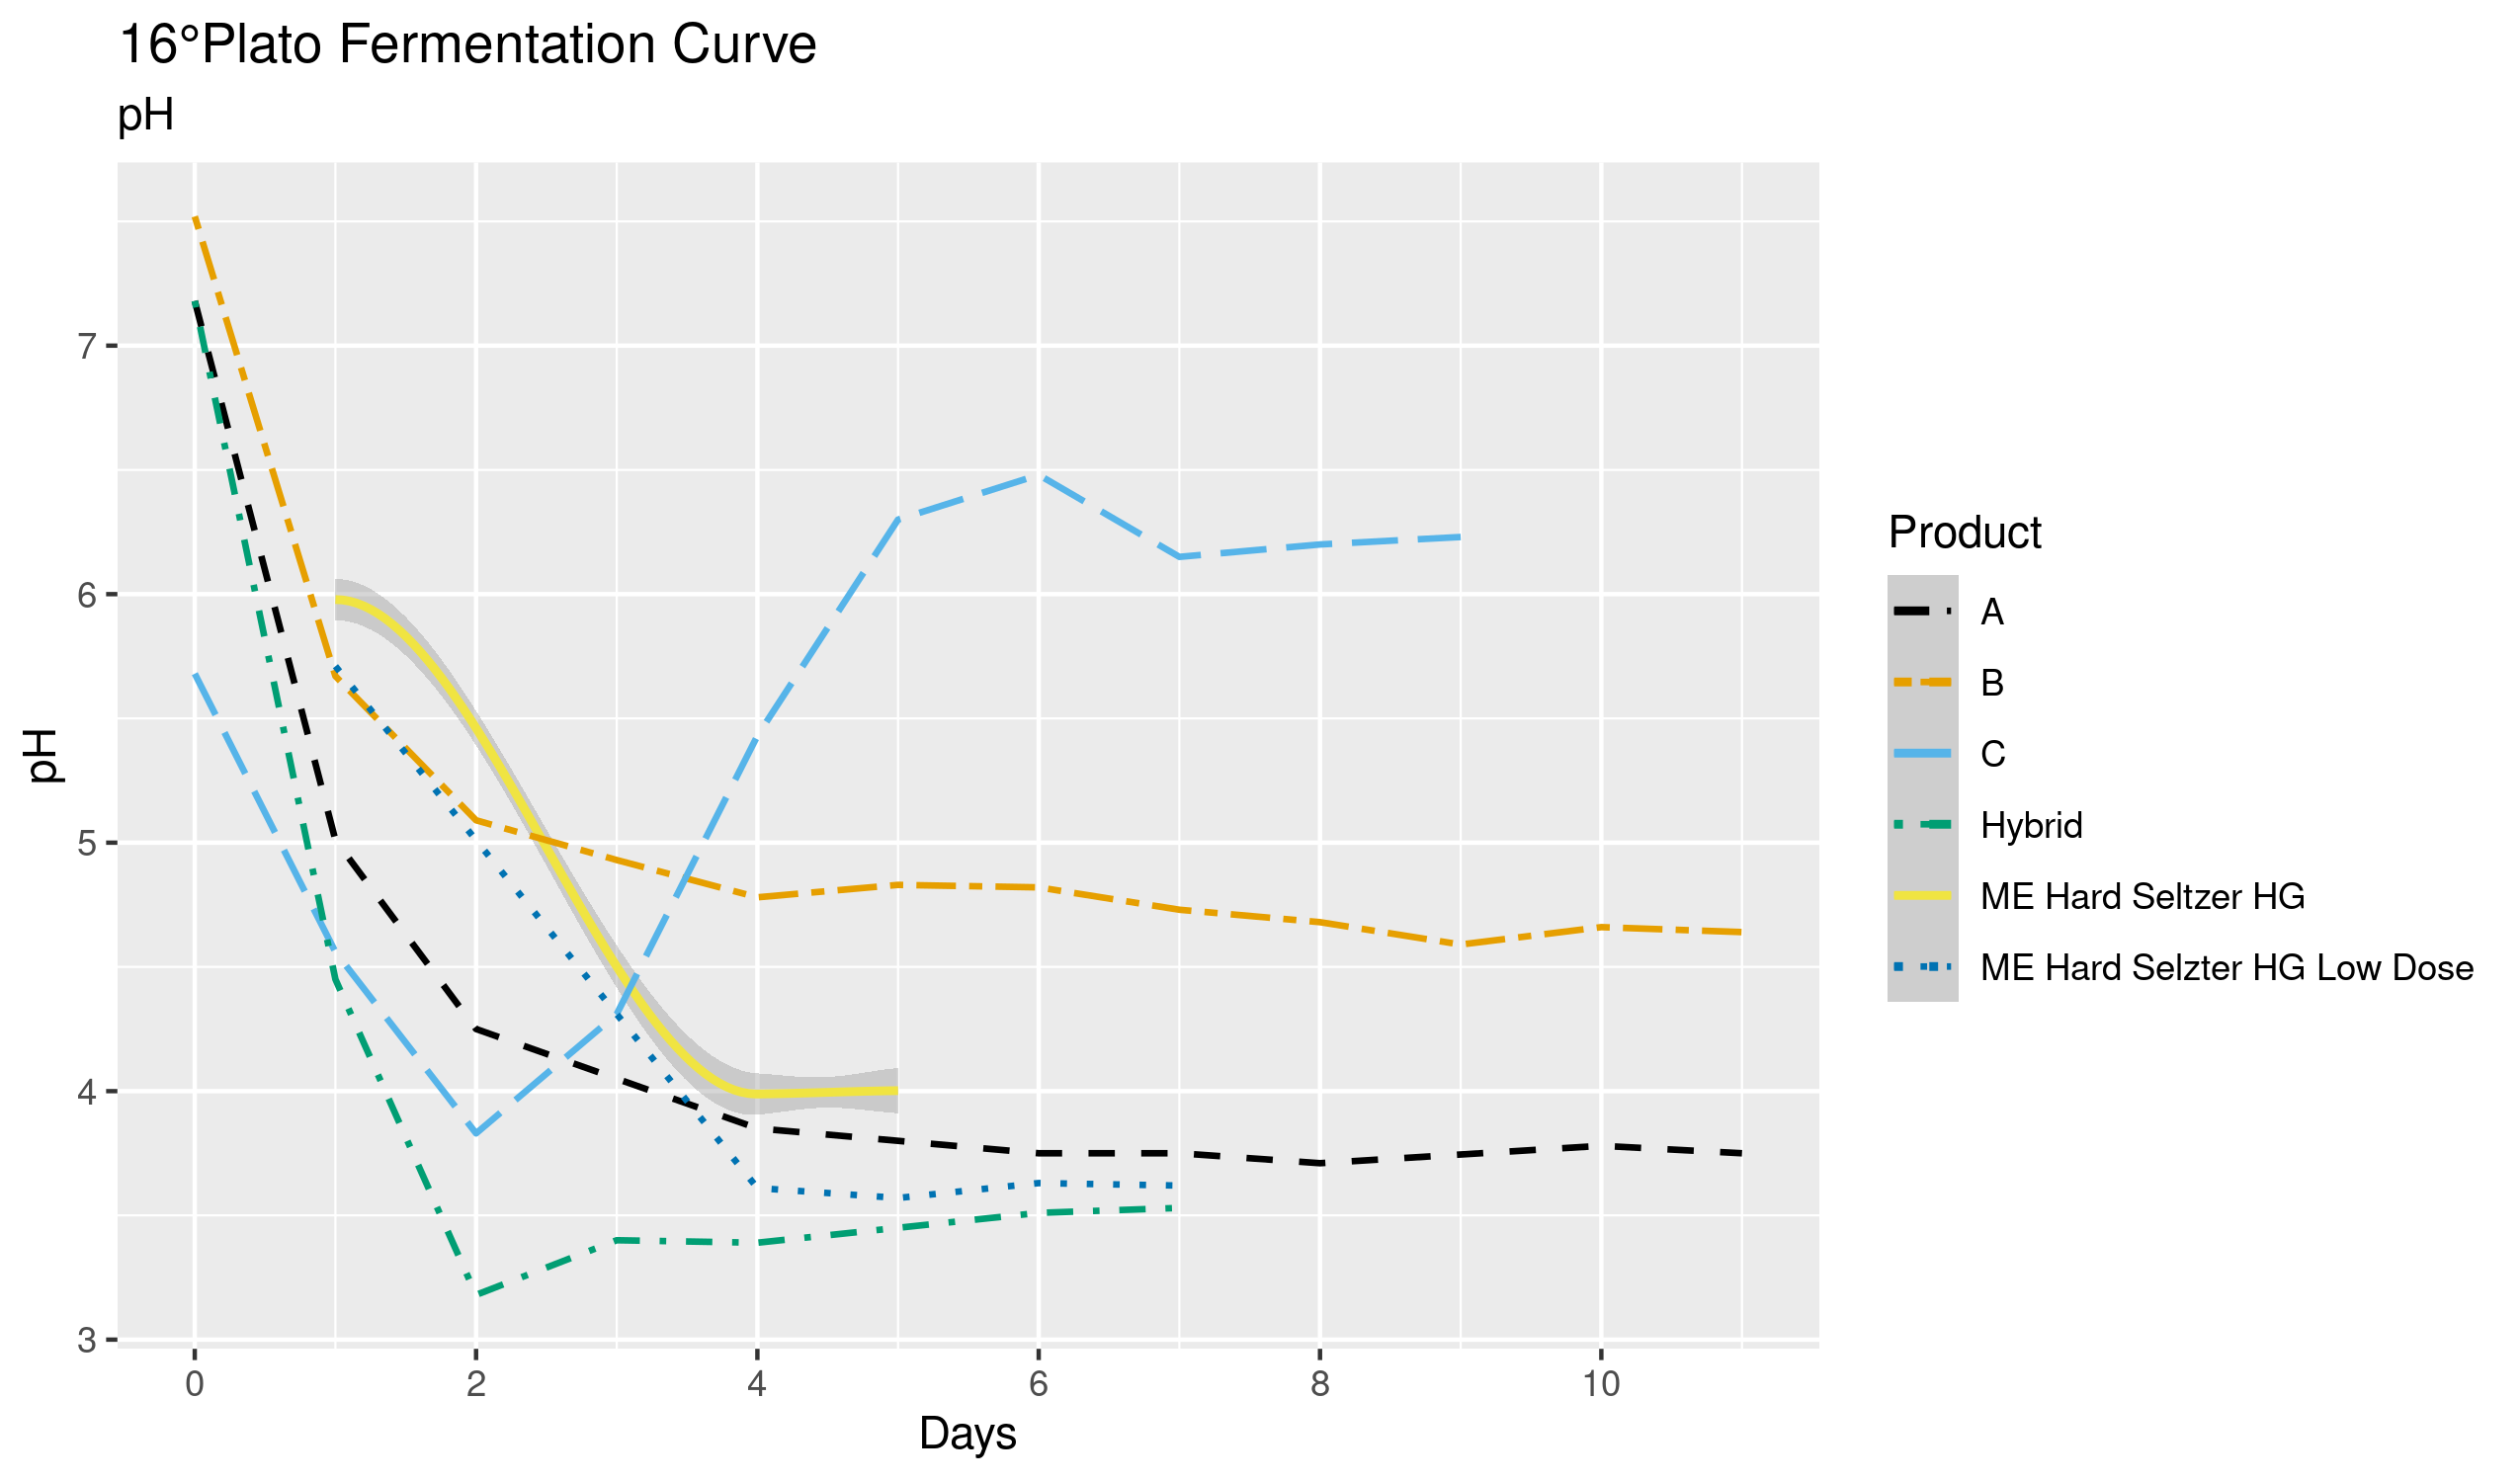 16°Plato Fermentation Curve
pH
pH
7
6
5
4
3
0 2 4 6 8 10
Days
Product
A
B
C
Hybrid
ME Hard Seltzer HG
ME Hard Selzter HG Low Dose